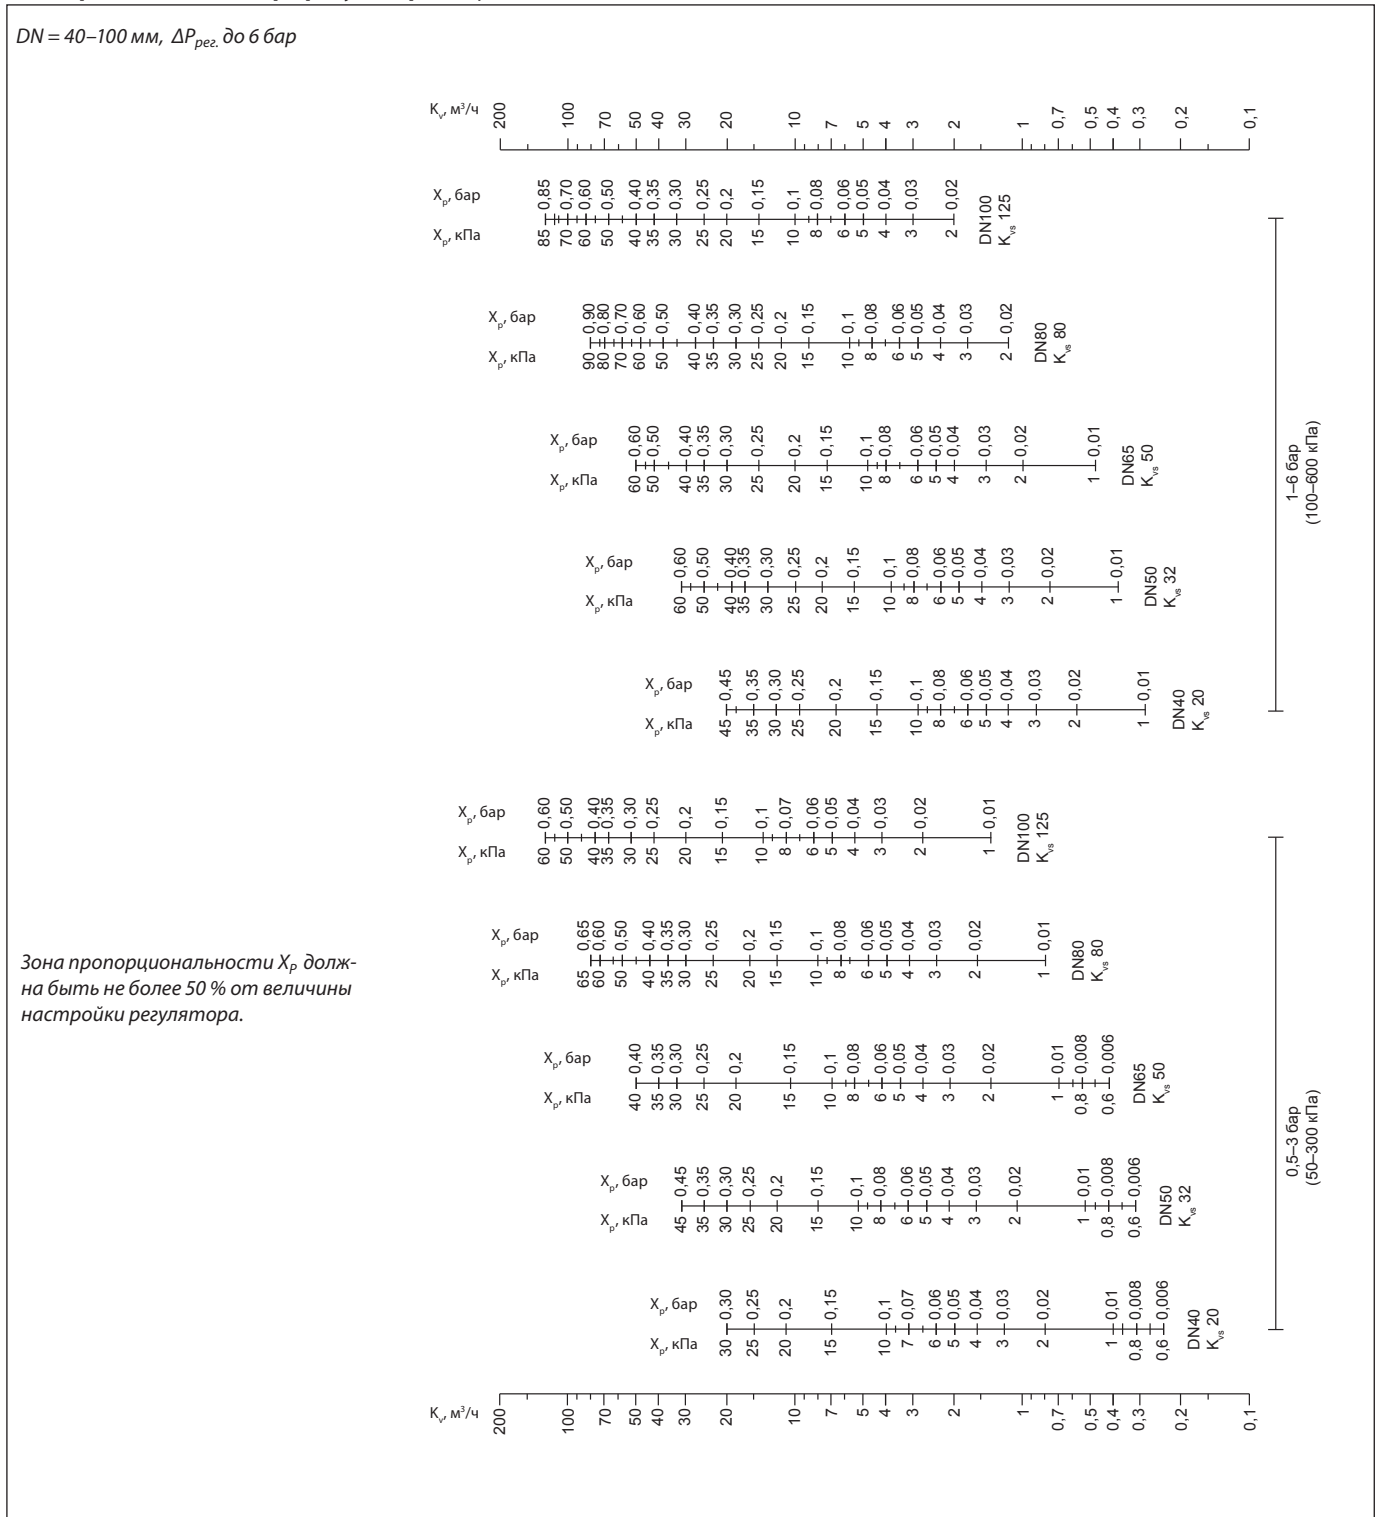 DN = 40–100 мм, ΔPрег. до 6 бар
Kv, м³/ч 200 100 70 50 40 30 20 10 7 5 4 3 2 1 0,7 0,5 0,4 0,3 0,2 0,1
Xp, бар 0,85 0,70 0,60 0,50 0,40 0,35 0,30 0,25 0,2 0,15 0,1 0,08 0,06 0,05 0,04 0,03 0,02
Xp, кПа 85 70 60 50 40 35 30 25 20 15 10 8 6 5 4 3 2
DN100
Kvs 125
Xp, бар 0,90 0,80 0,70 0,60 0,50 0,40 0,35 0,30 0,25 0,2 0,15 0,1 0,08 0,06 0,05 0,04 0,03 0,02
Xp, кПа 90 80 70 60 50 40 35 30 25 20 15 10 8 6 5 4 3 2
DN80
Kvs 80
Xp, бар 0,60 0,50 0,40 0,35 0,30 0,25 0,2 0,15 0,1 0,08 0,06 0,05 0,04 0,03 0,02 0,01
Xp, кПа 60 50 40 35 30 25 20 15 10 8 6 5 4 3 2 1
DN65
Kvs 50
1–6 бар
(100–600 кПа)
Xp, бар 0,60 0,50 0,40 0,35 0,30 0,25 0,2 0,15 0,1 0,08 0,06 0,05 0,04 0,03 0,02 0,01
Xp, кПа 60 50 40 35 30 25 20 15 10 8 6 5 4 3 2 1
DN50
Kvs 32
Xp, бар 0,45 0,35 0,30 0,25 0,2 0,15 0,1 0,08 0,06 0,05 0,04 0,03 0,02 0,01
Xp, кПа 45 35 30 25 20 15 10 8 6 5 4 3 2 1
DN40
Kvs 20
Xp, бар 0,60 0,50 0,40 0,35 0,30 0,25 0,2 0,15 0,1 0,07 0,06 0,05 0,04 0,03 0,02 0,01
Xp, кПа 60 50 40 35 30 25 20 15 10 8 6 5 4 3 2 1
DN100
Kvs 125
Xp, бар 0,65 0,60 0,50 0,40 0,35 0,30 0,25 0,2 0,15 0,1 0,08 0,06 0,05 0,04 0,03 0,02 0,01
Xp, кПа 65 60 50 40 35 30 25 20 15 10 8 6 5 4 3 2 1
DN80
Kvs 80
Зона пропорциональности XP долж-
на быть не более 50 % от величины
настройки регулятора.
Xp, бар 0,40 0,35 0,30 0,25 0,2 0,15 0,1 0,08 0,06 0,05 0,04 0,03 0,02 0,01 0,008 0,006
Xp, кПа 40 35 30 25 20 15 10 8 6 5 4 3 2 1 0,8 0,6
DN65
Kvs 50
0,5–3 бар
(50–300 кПа)
Xp, бар 0,45 0,35 0,30 0,25 0,2 0,15 0,1 0,08 0,06 0,05 0,04 0,03 0,02 0,01 0,008 0,006
Xp, кПа 45 35 30 25 20 15 10 8 6 5 4 3 2 1 0,8 0,6
DN50
Kvs 32
Xp, бар 0,30 0,25 0,2 0,15 0,1 0,07 0,06 0,05 0,04 0,03 0,02 0,01 0,008 0,006
Xp, кПа 30 25 20 15 10 7 6 5 4 3 2 1 0,8 0,6
DN40
Kvs 20
Kv, м³/ч 200 100 70 50 40 30 20 10 7 5 4 3 2 1 0,7 0,5 0,4 0,3 0,2 0,1